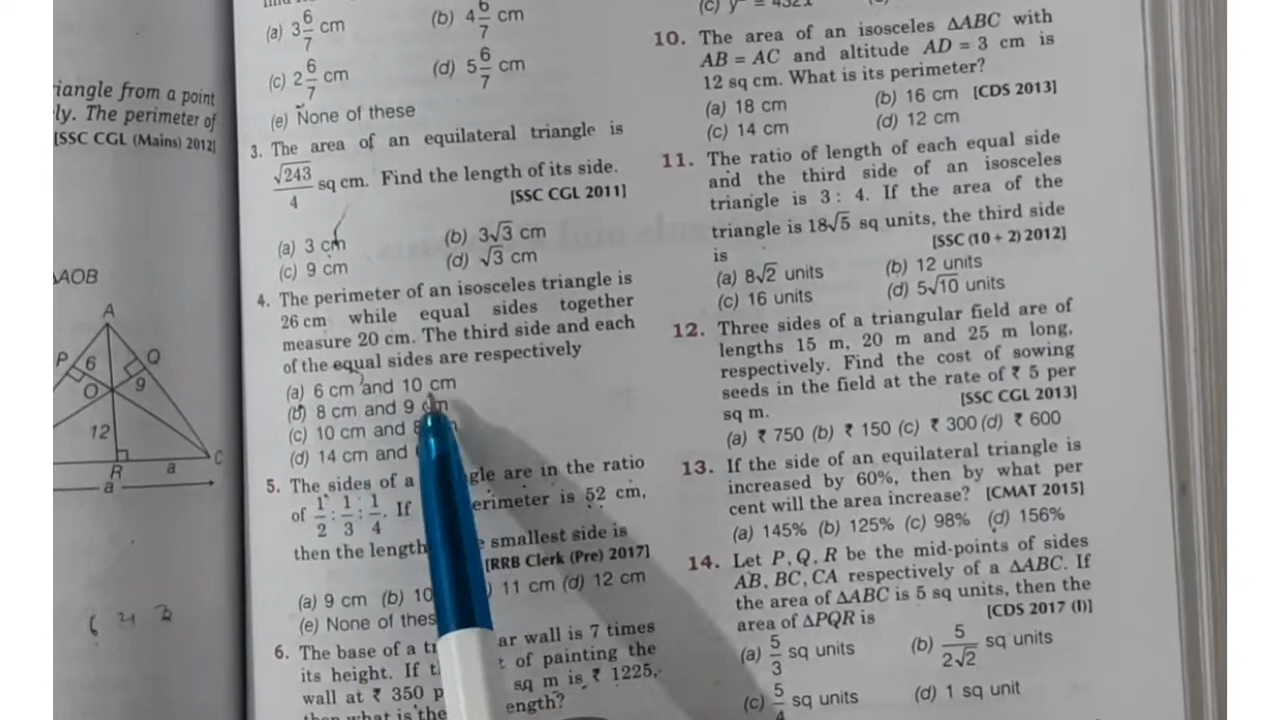 iangle from a point
ly. The perimeter of
[SSC CGL (Mains) 2012]
AOB
A
P 6 Q
O 9
12
R a C
a
(a) 3 6/7 cm (b) 4 6/7 cm
(c) 2 6/7 cm (d) 5 6/7 cm
(e) None of these
3. The area of an equilateral triangle is
√243/4 sq cm. Find the length of its side.
[SSC CGL 2011]
(a) 3 cm (b) 3√3 cm
(c) 9 cm (d) √3 cm
4. The perimeter of an isosceles triangle is
26 cm while equal sides together
measure 20 cm. The third side and each
of the equal sides are respectively
(a) 6 cm and 10 cm
(b) 8 cm and 9 cm
(c) 10 cm and 8
(d) 14 cm and
5. The sides of a gle are in the ratio
of 1/2 : 1/3 : 1/4. If erimeter is 52 cm,
then the length smallest side is
[RRB Clerk (Pre) 2017]
(a) 9 cm (b) 10 11 cm (d) 12 cm
(e) None of thes
6. The base of a tr ar wall is 7 times
its height. If t t of painting the
wall at ₹ 350 p sq m is ₹ 1225,
then what is the ength?
10. The area of an isosceles ΔABC with
AB = AC and altitude AD = 3 cm is
12 sq cm. What is its perimeter?
[CDS 2013]
(a) 18 cm (b) 16 cm
(c) 14 cm (d) 12 cm
11. The ratio of length of each equal side
and the third side of an isosceles
triangle is 3 : 4. If the area of the
triangle is 18√5 sq units, the third side
is [SSC (10 + 2) 2012]
(a) 8√2 units (b) 12 units
(c) 16 units (d) 5√10 units
12. Three sides of a triangular field are of
lengths 15 m, 20 m and 25 m long,
respectively. Find the cost of sowing
seeds in the field at the rate of ₹ 5 per
sq m. [SSC CGL 2013]
(a) ₹ 750 (b) ₹ 150 (c) ₹ 300 (d) ₹ 600
13. If the side of an equilateral triangle is
increased by 60%, then by what per
cent will the area increase? [CMAT 2015]
(a) 145% (b) 125% (c) 98% (d) 156%
14. Let P, Q, R be the mid-points of sides
AB, BC, CA respectively of a ΔABC. If
the area of ΔABC is 5 sq units, then the
area of ΔPQR is [CDS 2017 (I)]
(a) 5/3 sq units (b) 5/2√2 sq units
(c) 5/4 sq units (d) 1 sq unit